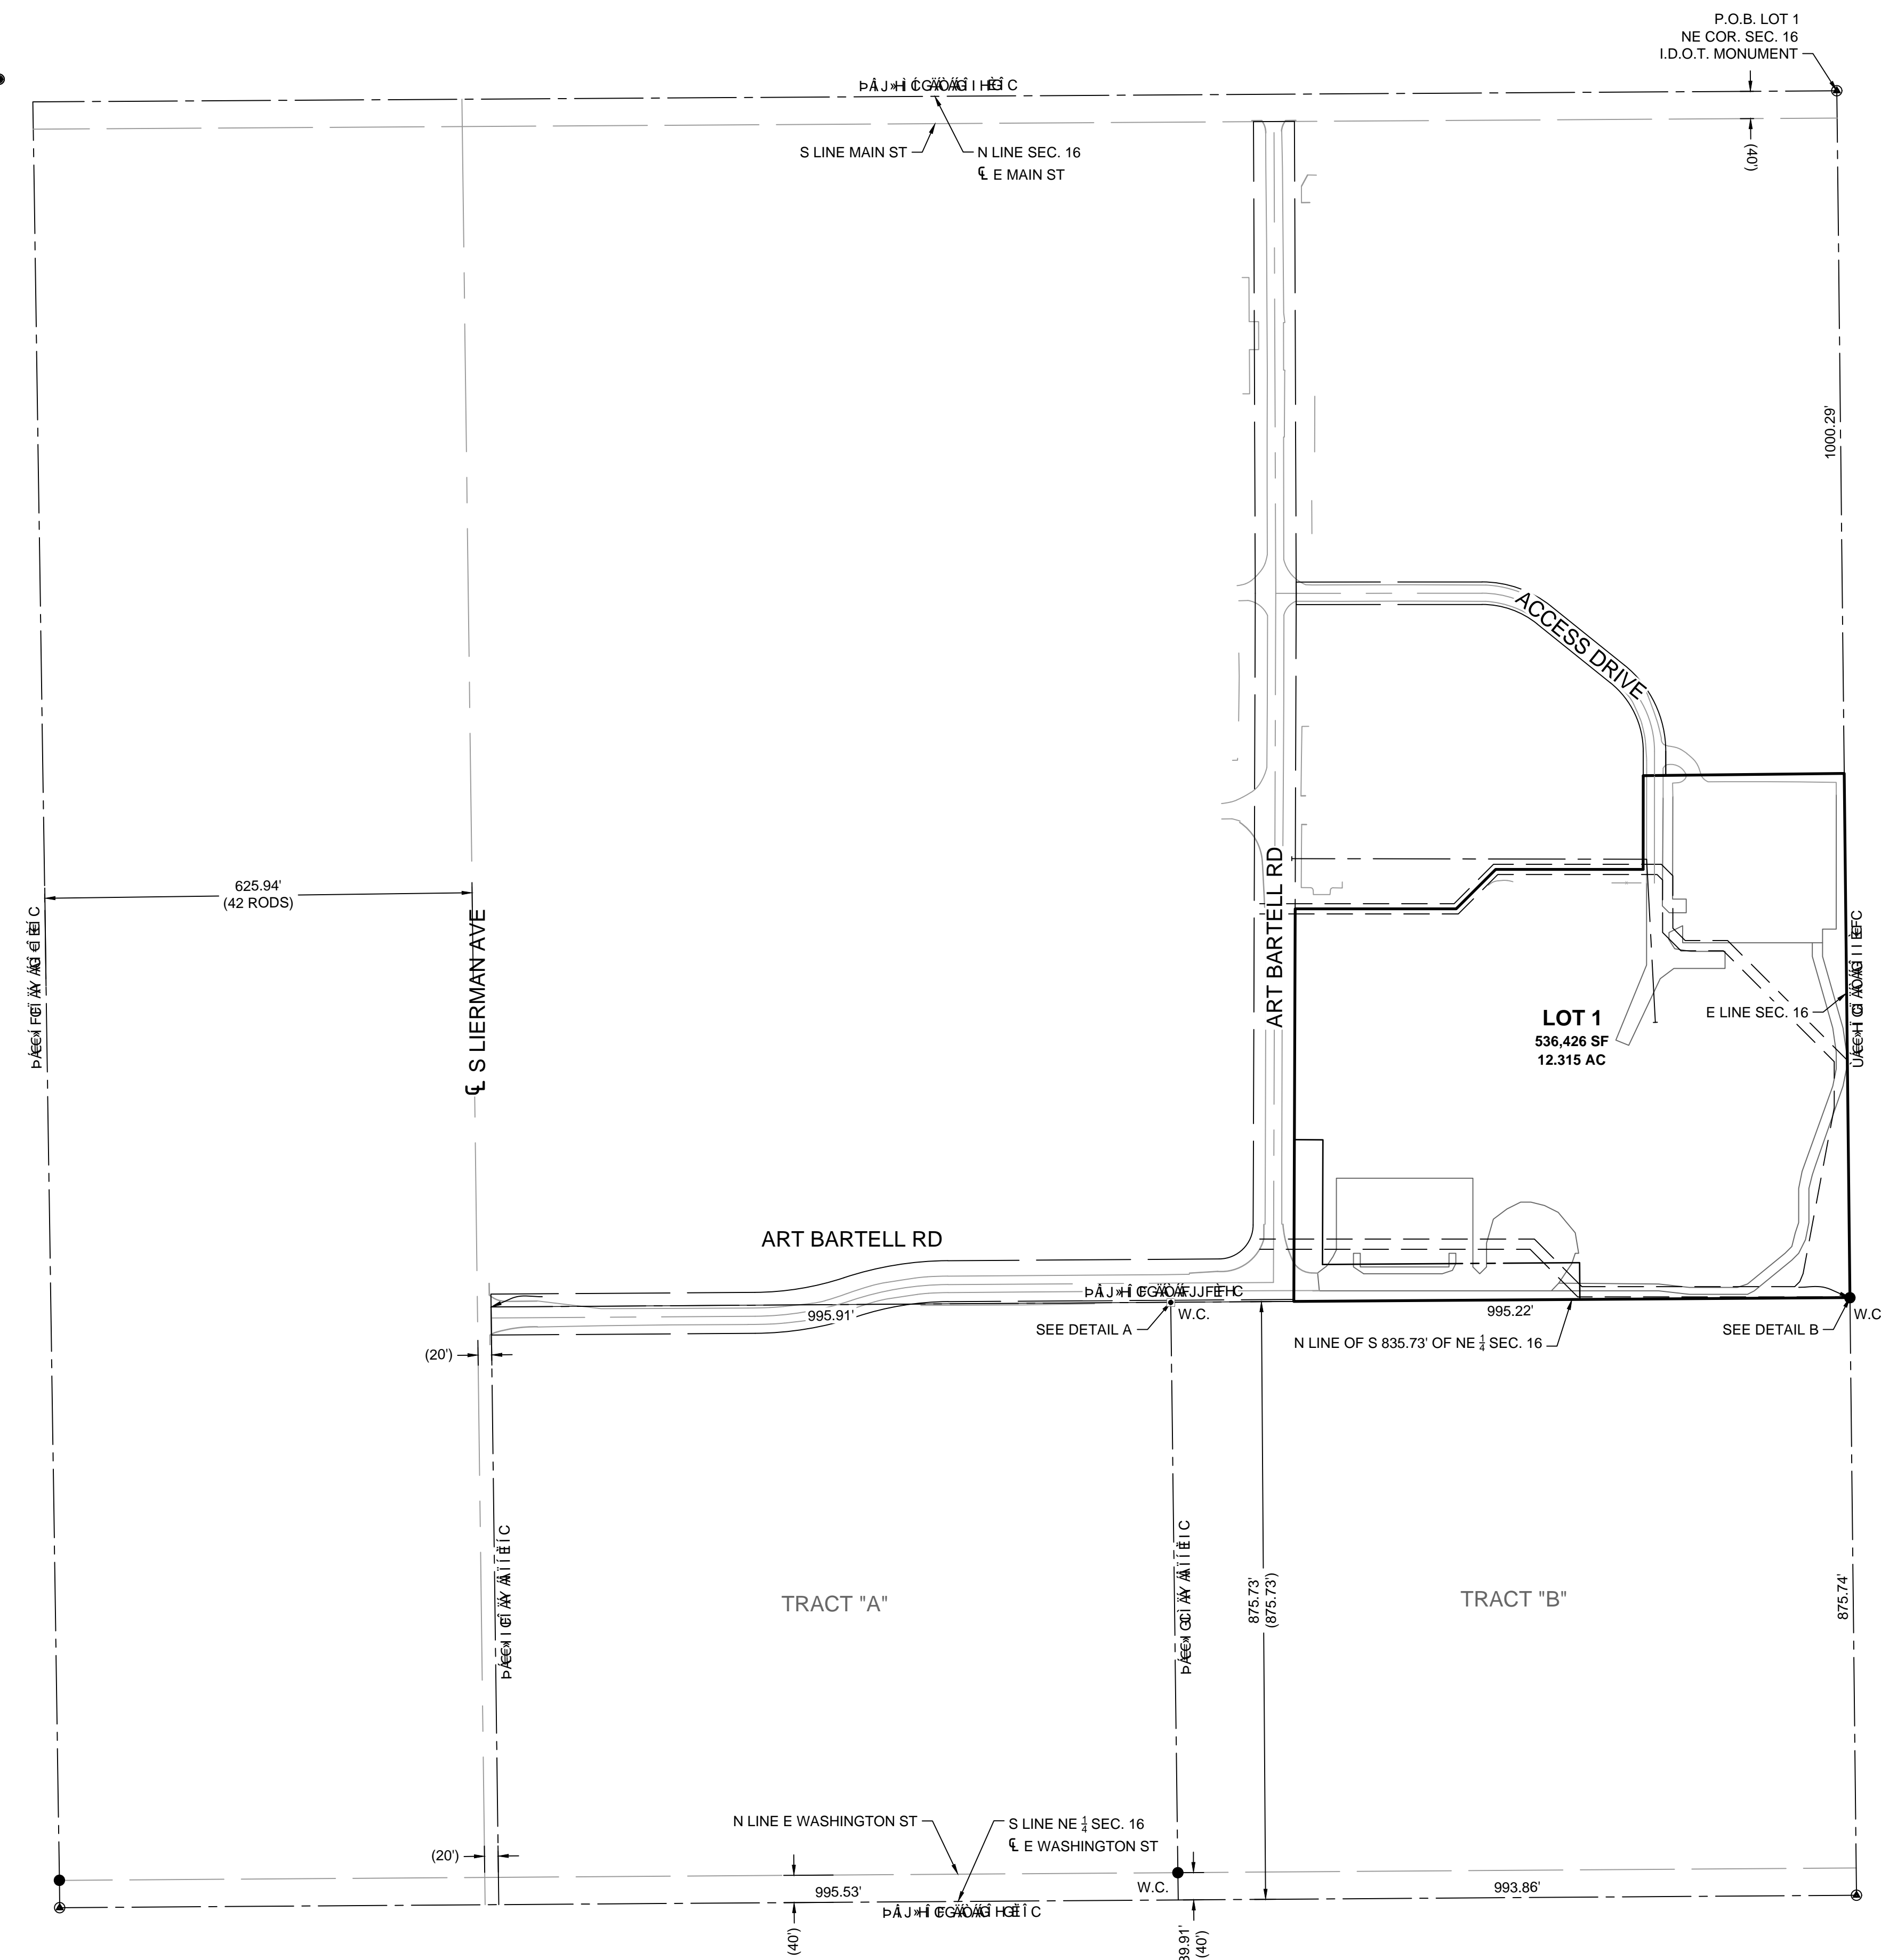 P.O.B. LOT 1
NE COR. SEC. 16
I.D.O.T. MONUMENT
(40')
S LINE MAIN ST
N LINE SEC. 16
℄ E MAIN ST
1000.29'
ACCESS DRIVE
625.94'
(42 RODS)
℄ S LIERMAN AVE
ART BARTELL RD
LOT 1
536,426 SF
12.315 AC
E LINE SEC. 16
ART BARTELL RD
995.91'
W.C.
SEE DETAIL A
995.22'
N LINE OF S 835.73' OF NE 1/4 SEC. 16
SEE DETAIL B
W.C
(20')
TRACT "A"
875.73'
(875.73')
TRACT "B"
875.74'
N LINE E WASHINGTON ST
S LINE NE 1/4 SEC. 16
℄ E WASHINGTON ST
(20')
995.53'
W.C.
993.86'
(40')
(40')